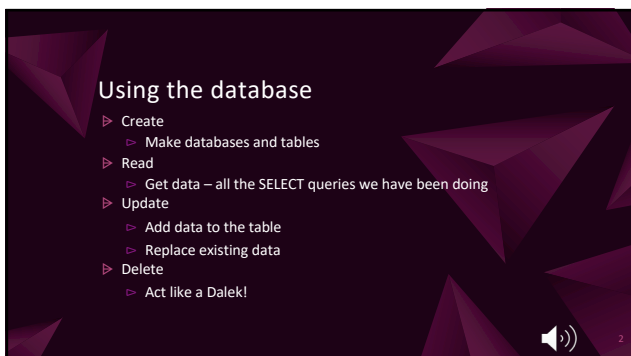 Using the database
Create
Make databases and tables
Read
Get data – all the SELECT queries we have been doing
Update
Add data to the table
Replace existing data
Delete
Act like a Dalek!
2